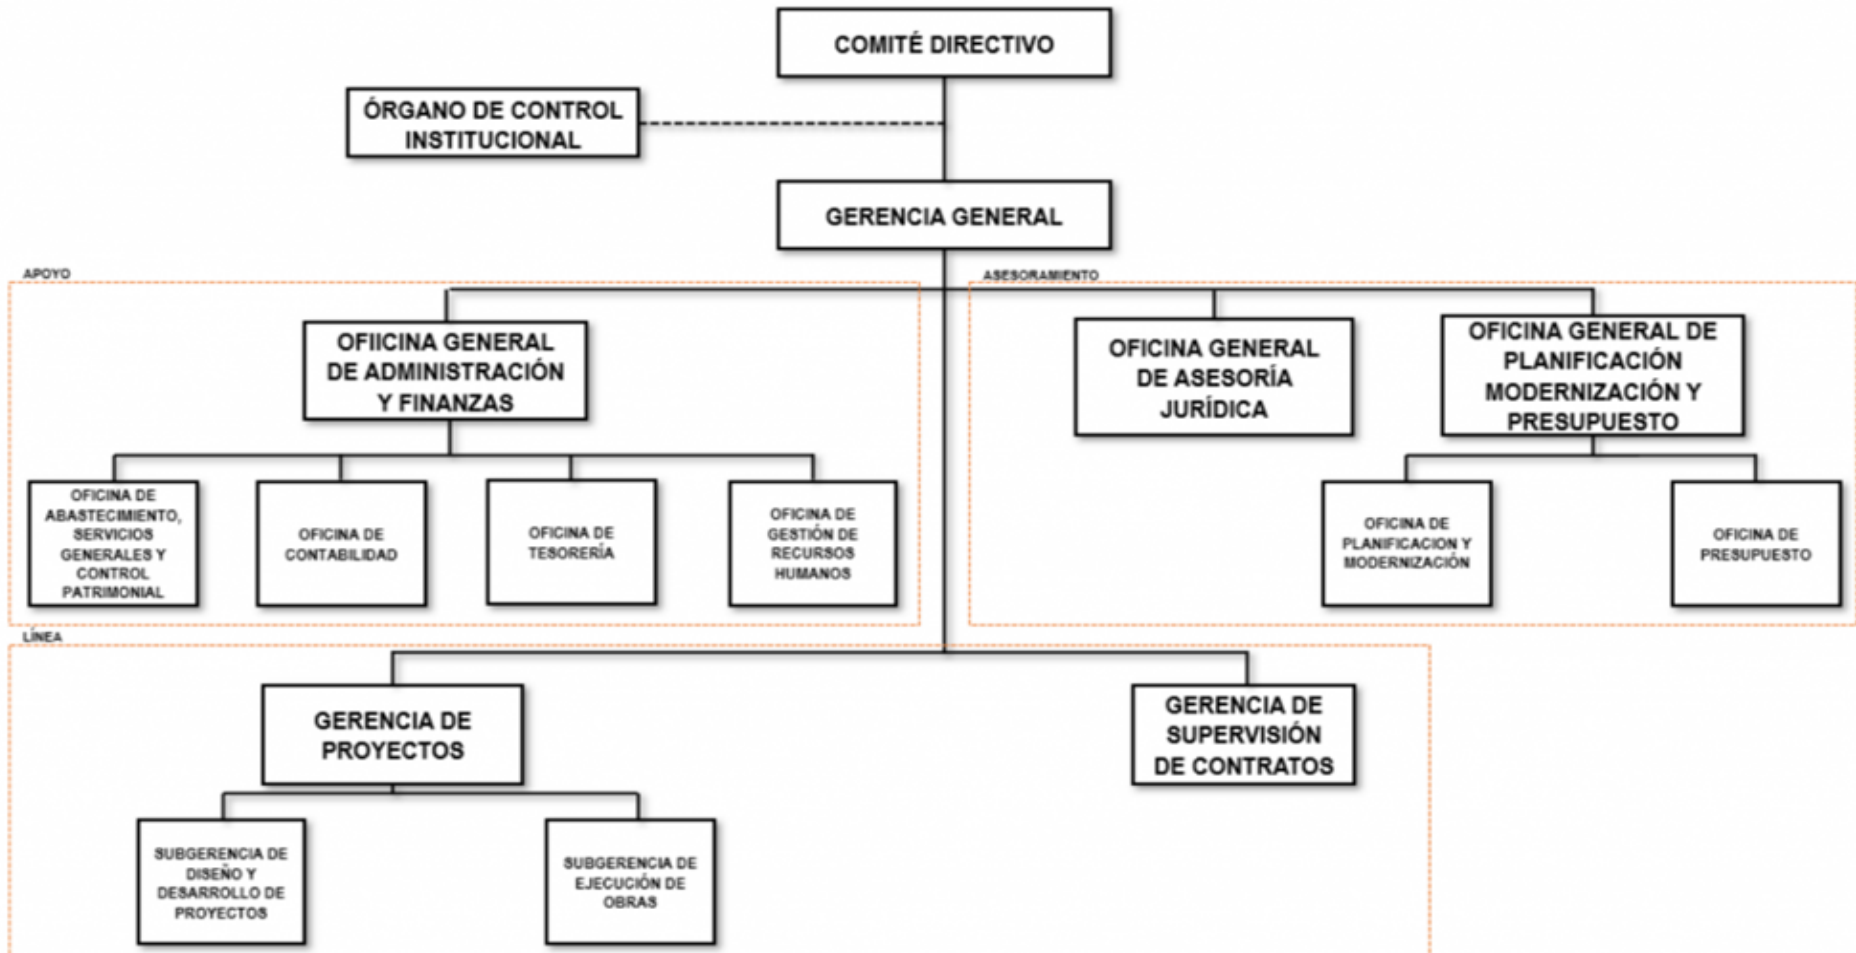 COMITÉ DIRECTIVO
ÓRGANO DE CONTROL
INSTITUCIONAL
GERENCIA GENERAL
APOYO
ASESORAMIENTO
OFIICINA GENERAL
DE ADMINISTRACIÓN
Y FINANZAS
OFICINA GENERAL
DE ASESORÍA
JURÍDICA
OFICINA GENERAL DE
PLANIFICACIÓN
MODERNIZACIÓN Y
PRESUPUESTO
OFICINA DE
ABASTECIMIENTO,
SERVICIOS
GENERALES Y
CONTROL
PATRIMONIAL
OFICINA DE
CONTABILIDAD
OFICINA DE
TESORERÍA
OFICINA DE
GESTIÓN DE
RECURSOS
HUMANOS
OFICINA DE
PLANIFICACION Y
MODERNIZACIÓN
OFICINA DE
PRESUPUESTO
LÍNEA
GERENCIA DE
PROYECTOS
GERENCIA DE
SUPERVISIÓN
DE CONTRATOS
SUBGERENCIA DE
DISEÑO Y
DESARROLLO DE
PROYECTOS
SUBGERENCIA DE
EJECUCIÓN DE
OBRAS